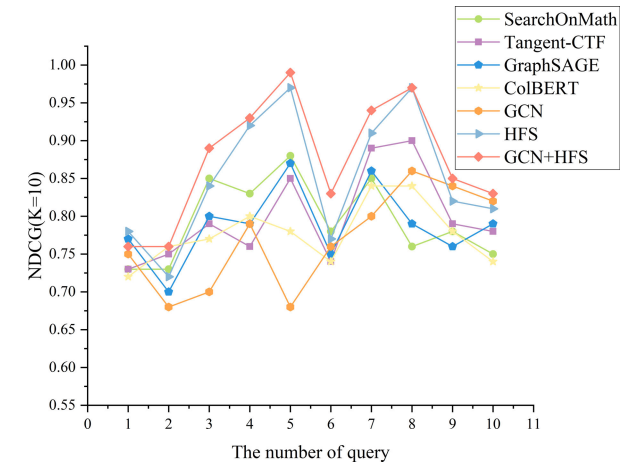 SearchOnMath
Tangent-CTF
GraphSAGE
ColBERT
GCN
HFS
GCN+HFS
NDCG(K=10)
1.00
0.95
0.90
0.85
0.80
0.75
0.70
0.65
0.60
0.55
0 1 2 3 4 5 6 7 8 9 10 11
The number of query